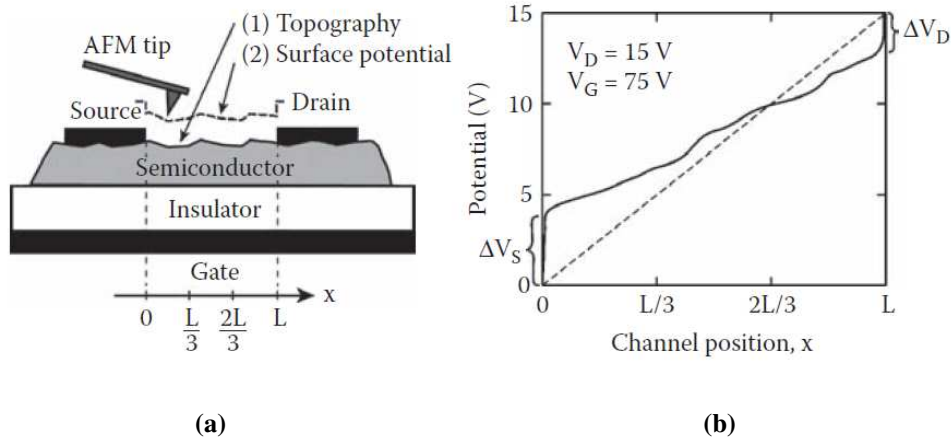 (1) Topography
(2) Surface potential
AFM tip
Source
Drain
Semiconductor
Insulator
Gate
x
0 L/3 2L/3 L
(a)
15
10
5
0
Potential (V)
V_D = 15 V
V_G = 75 V
ΔV_D
ΔV_S
0 L/3 2L/3 L
Channel position, x
(b)